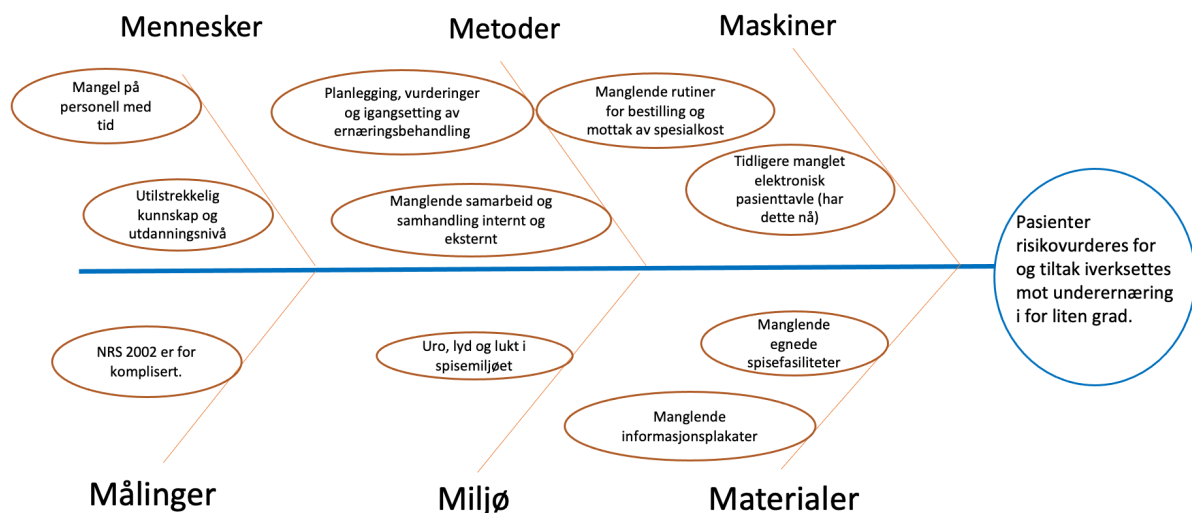 Mennesker
Metoder
Maskiner
Mangel på
personell med
tid
Planlegging, vurderinger
og igangsetting av
ernæringsbehandling
Manglende rutiner
for bestilling og
mottak av spesialkost
Utilstrekkelig
kunnskap og
utdanningsnivå
Manglende samarbeid og
samhandling internt og
eksternt
Tidligere manglet
elektronisk
pasienttavle (har
dette nå)
Pasienter
risikovurderes for
og tiltak iverksettes
mot underernæring
i for liten grad.
NRS 2002 er for
komplisert.
Uro, lyd og lukt i
spisemiljøet
Manglende
egnede
spisefasiliteter
Manglende
informasjonsplakater
Målinger
Miljø
Materialer